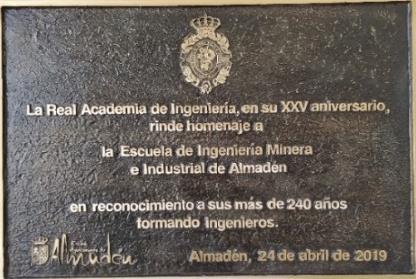 La Real Academia de Ingeniería, en su XXV aniversario,
rinde homenaje a
la Escuela de Ingeniería Minera
e Industrial de Almadén
en reconocimiento a sus más de 240 años
formando ingenieros.
Almadén
Almadén, 24 de abril de 2019